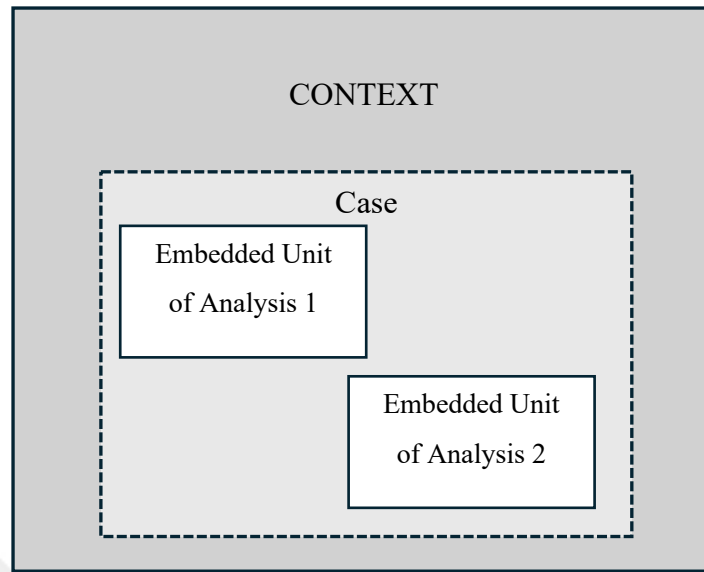 CONTEXT
Case
Embedded Unit
of Analysis 1
Embedded Unit
of Analysis 2